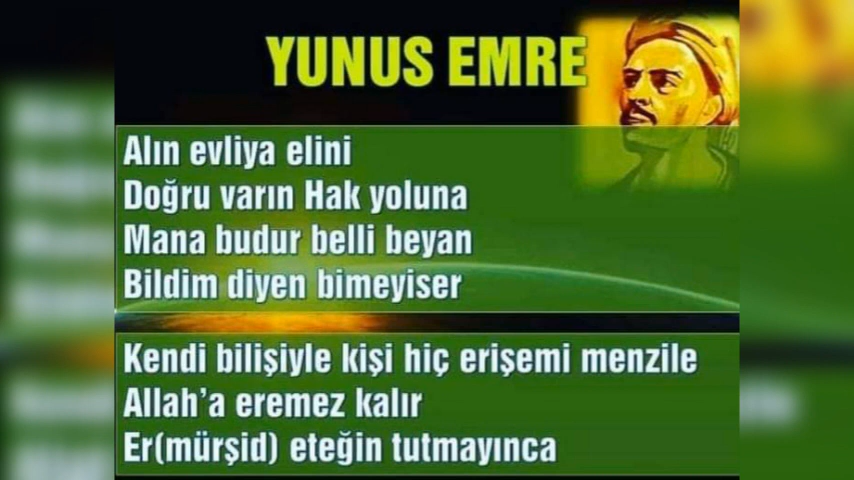 YUNUS EMRE
Alın evliya elini
Doğru varın Hak yoluna
Mana budur belli beyan
Bildim diyen bimeyiser
Kendi bilişiyle kişi hiç erişemi menzile
Allah'a eremez kalır
Er(mürşid) eteğin tutmayınca